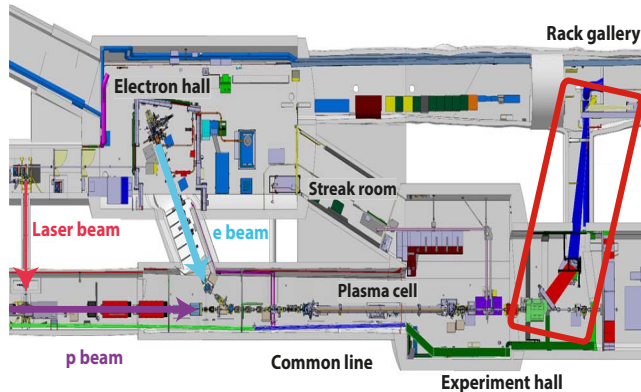 Rack gallery
Electron hall
Streak room
Laser beam
e beam
Plasma cell
p beam
Common line
Experiment hall